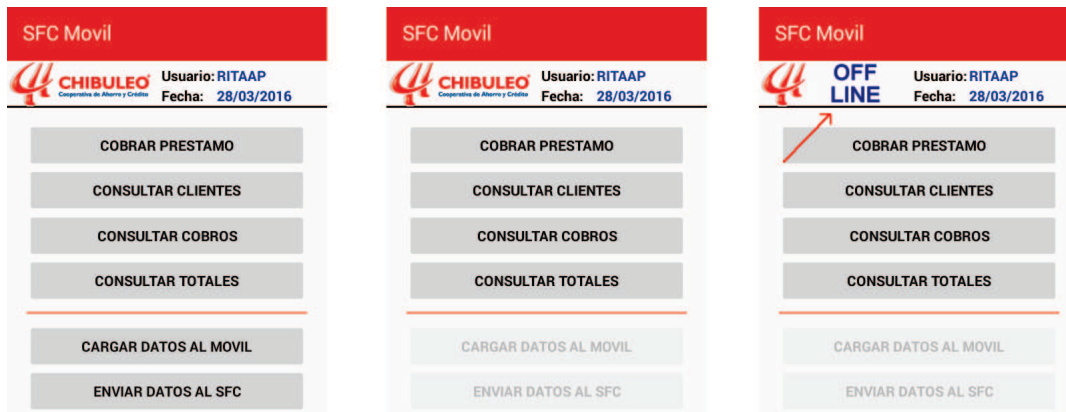 SFC Movil
CHIBULEO
Cooperativa de Ahorro y Crédito
Usuario: RITAAP
Fecha: 28/03/2016
COBRAR PRESTAMO
CONSULTAR CLIENTES
CONSULTAR COBROS
CONSULTAR TOTALES
CARGAR DATOS AL MOVIL
ENVIAR DATOS AL SFC
SFC Movil
CHIBULEO
Cooperativa de Ahorro y Crédito
Usuario: RITAAP
Fecha: 28/03/2016
COBRAR PRESTAMO
CONSULTAR CLIENTES
CONSULTAR COBROS
CONSULTAR TOTALES
CARGAR DATOS AL MOVIL
ENVIAR DATOS AL SFC
SFC Movil
OFF
LINE
Usuario: RITAAP
Fecha: 28/03/2016
COBRAR PRESTAMO
CONSULTAR CLIENTES
CONSULTAR COBROS
CONSULTAR TOTALES
CARGAR DATOS AL MOVIL
ENVIAR DATOS AL SFC